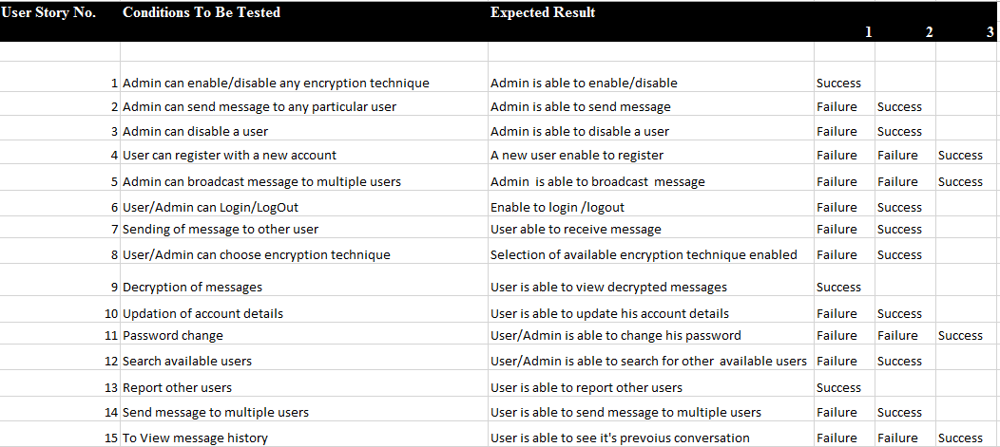 User Story No. Conditions To Be Tested Expected Result
1 2 3
1 Admin can enable/disable any encryption technique Admin is able to enable/disable Success
2 Admin can send message to any particular user Admin is able to send message Failure Success
3 Admin can disable a user Admin is able to disable a user Failure Success
4 User can register with a new account A new user enable to register Failure Failure Success
5 Admin can broadcast message to multiple users Admin is able to broadcast message Failure Failure Success
6 User/Admin can Login/LogOut Enable to login /logout Failure Success
7 Sending of message to other user User able to receive message Failure Success
8 User/Admin can choose encryption technique Selection of available encryption technique enabled Failure Success
9 Decryption of messages User is able to view decrypted messages Success
10 Updation of account details User is able to update his account details Failure Success
11 Password change User/Admin is able to change his password Failure Failure Success
12 Search available users User/Admin is able to search for other available users Failure Success
13 Report other users User is able to report other users Success
14 Send message to multiple users User is able to send message to multiple users Failure Success
15 To View message history User is able to see it's prevoius conversation Failure Failure Success